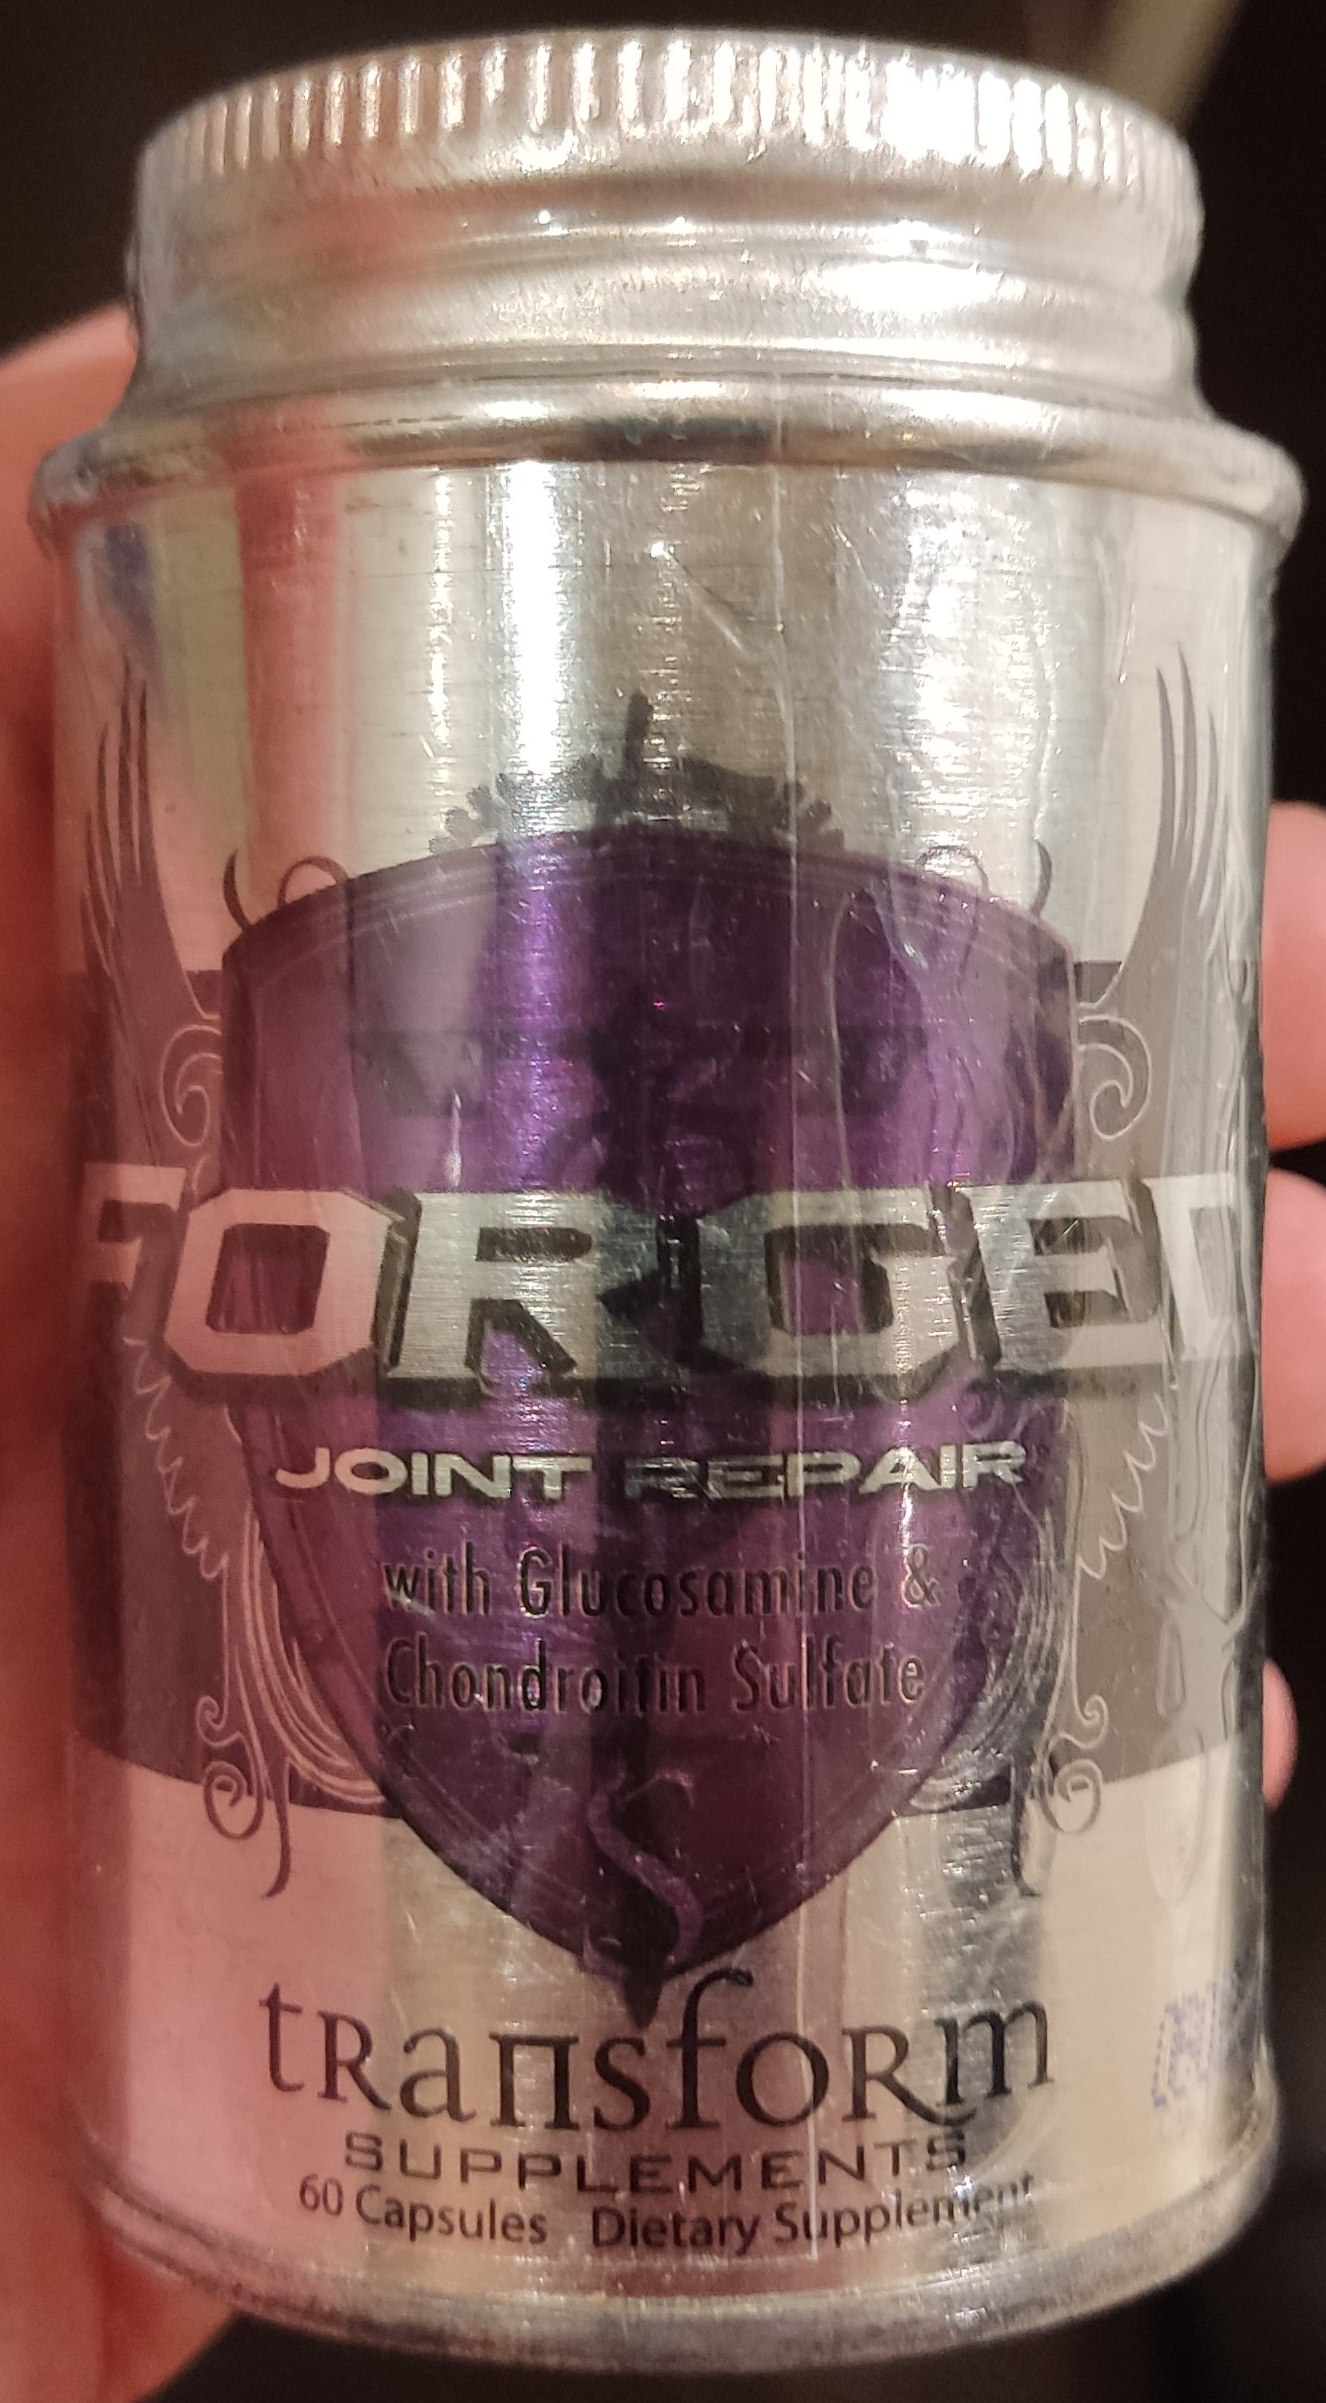 FORGED
JOINT REPAIR
with Glucosamine &
Chondroitin Sulfate
tRansfoRm
SUPPLEMENTS
60 Capsules Dietary Supplement